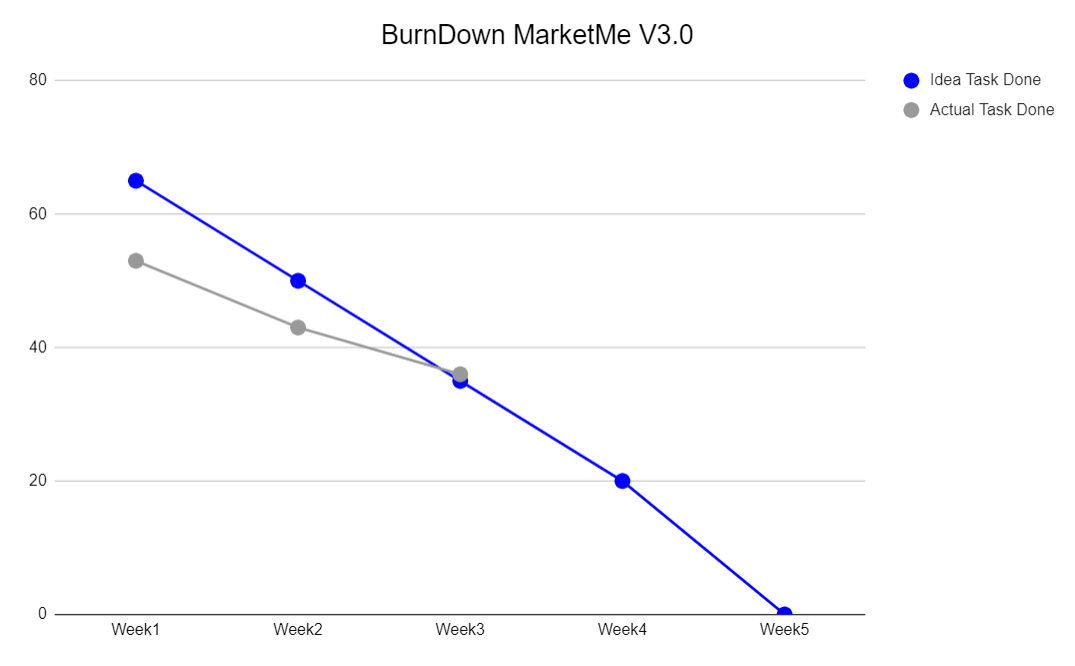 BurnDown MarketMe V3.0
80
60
40
20
0
Week1
Week2
Week3
Week4
Week5
Idea Task Done
Actual Task Done